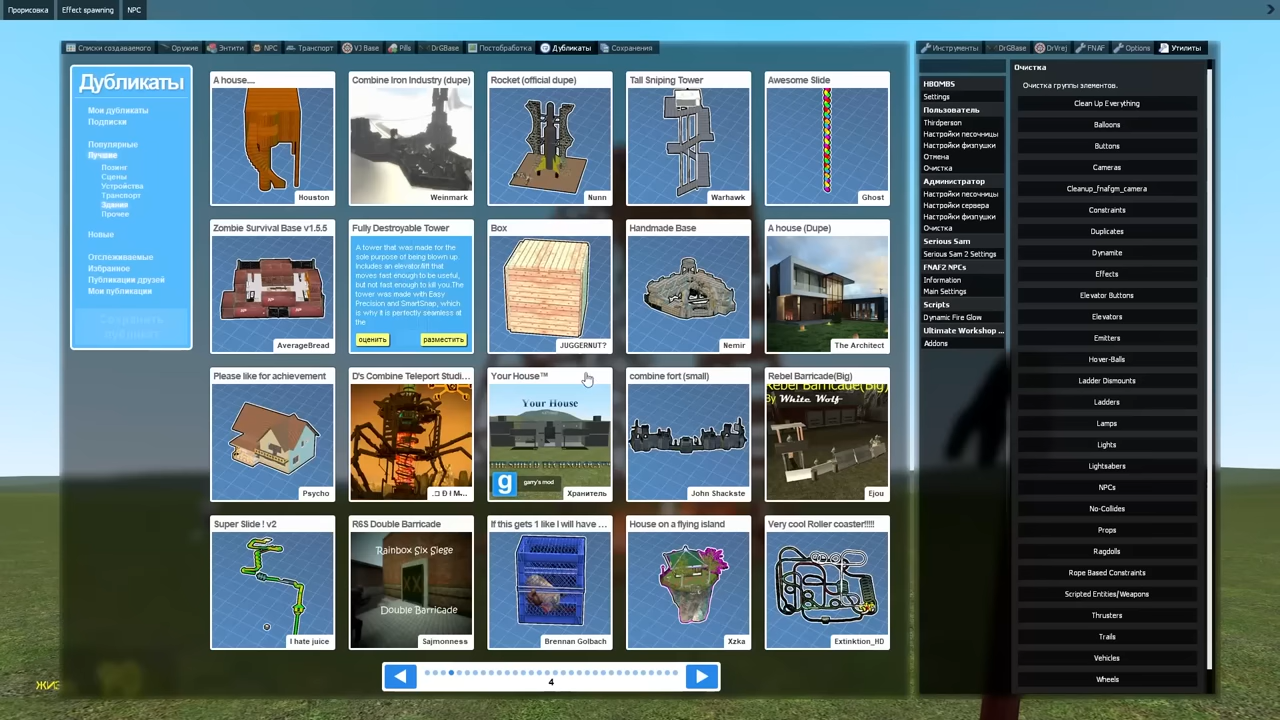 Прорисовка
Effect spawning
NPC
Списки создаваемого
Оружие
Энтити
NPC
Транспорт
VJ Base
Pills
DrGBase
Постобработка
Дубликаты
Сохранения
Инструменты
DrGBase
DrVrej
FNAF
Options
Утилиты
Дубликаты
Мои дубликаты
Подписки
Популярные
Лучшие
Позинг
Сцены
Устройства
Транспорт
Здания
Прочее
Новые
Отслеживаемые
Избранное
Публикации друзей
Мои публикации
Сохранить
дубликат
A house....
Houston
Combine Iron Industry (dupe)
Weinmark
Rocket (official dupe)
Nunn
Tall Sniping Tower
Warhawk
Awesome Slide
Ghost
Zombie Survival Base v1.5.5
AverageBread
Fully Destroyable Tower
A tower that was made for the
sole purpose of being blown up.
Includes an elevator/lift that
moves fast enough to be useful,
but not fast enough to kill you.The
tower was made with Easy
Precision and SmartSnap, which
is why it is perfectly seamless at
the
оценить
разместить
Box
JUGGERNUT?
Handmade Base
Nemir
A house (Dupe)
The Architect
Please like for achievement
Psycho
D's Combine Teleport Studi...
Your House™
Your House
g
garry's mod
Хранитель
combine fort (small)
John Shackste
Rebel Barricade(Big)
Rebel Barricade(Big)
By White Wolf
Ejou
Super Slide ! v2
I hate juice
R6S Double Barricade
Rainbox Six Siege
Double Barricade
Sajmonness
If this gets 1 like I will have ...
Brennan Golbach
House on a flying island
Xzka
Very cool Roller coaster!!!!!
Extinktion_HD
4
HBOMBS
Settings
Пользователь
Thirdperson
Настройки песочницы
Настройки физпушки
Отмена
Очистка
Администратор
Настройки песочницы
Настройки сервера
Настройки физпушки
Очистка
Serious Sam
Serious Sam 2 Settings
FNAF2 NPCs
Information
Main Settings
Scripts
Dynamic Fire Glow
Ultimate Workshop ...
Addons
Очистка
Очистка группы элементов.
Clean Up Everything
Balloons
Buttons
Cameras
Cleanup_fnafgm_camera
Constraints
Duplicates
Dynamite
Effects
Elevator Buttons
Elevators
Emitters
Hover-Balls
Ladder Dismounts
Ladders
Lamps
Lights
Lightsabers
NPCs
No-Collides
Props
Ragdolls
Rope Based Constraints
Scripted Entities/Weapons
Thrusters
Trails
Vehicles
Wheels
ЖИЗ